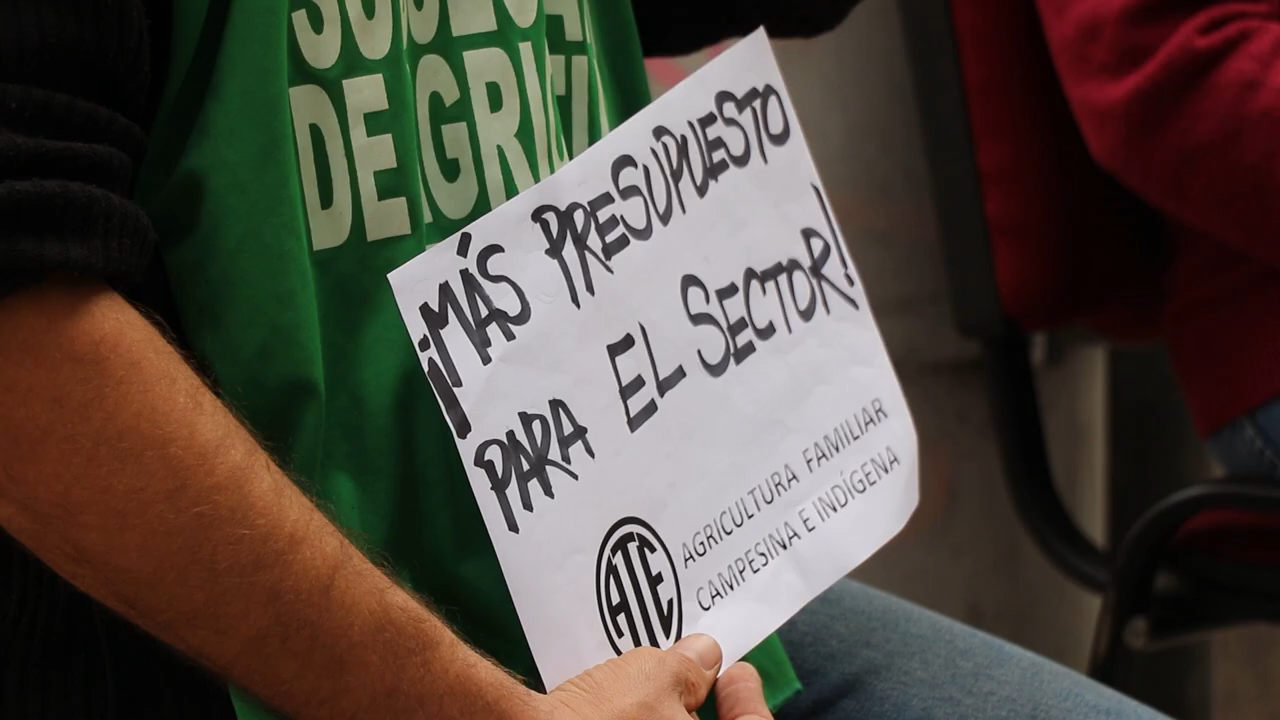 DE
¡MÁS PRESUPUESTO
PARA EL SECTOR!
ATE
AGRICULTURA FAMILIAR
CAMPESINA E INDÍGENA